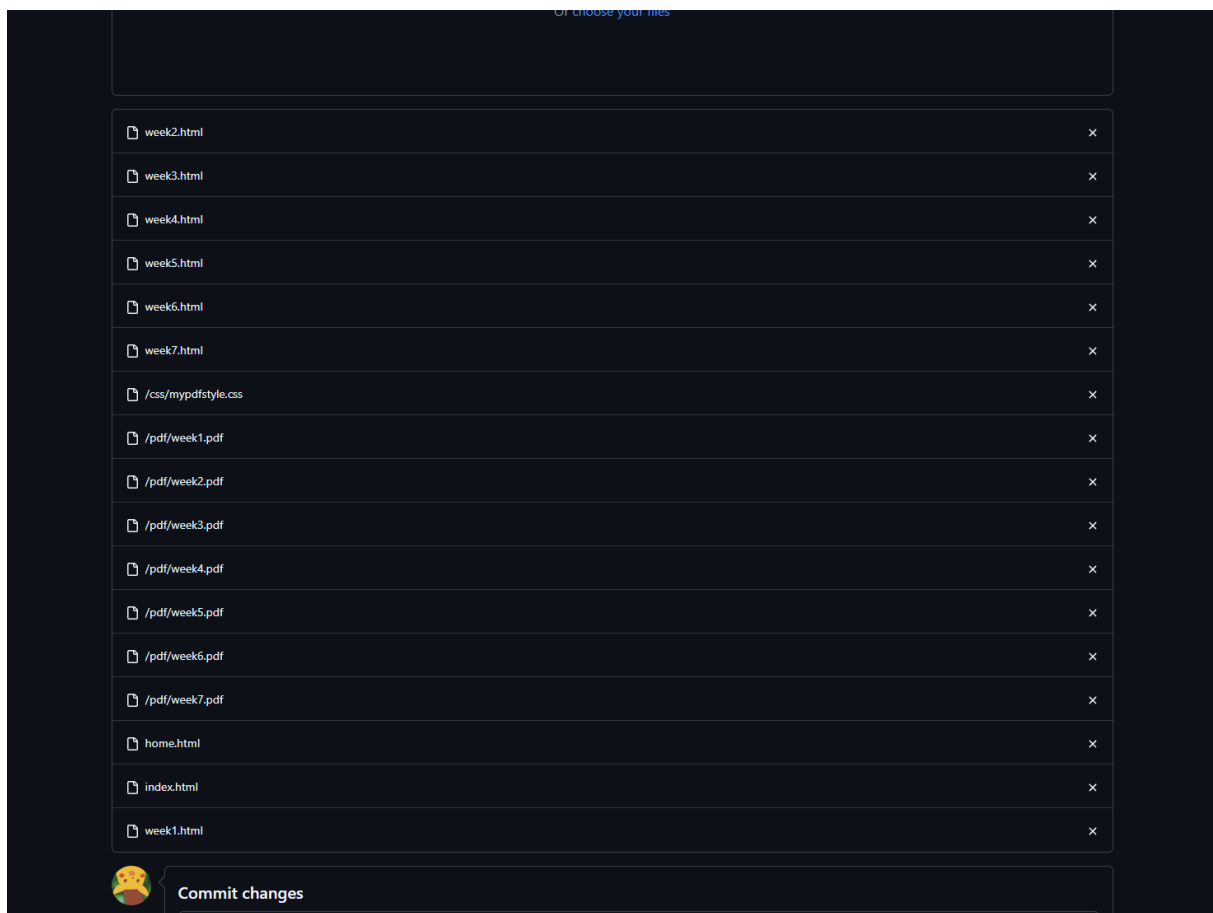 Or choose your files
week2.html
week3.html
week4.html
week5.html
week6.html
week7.html
/css/mypdfstyle.css
/pdf/week1.pdf
/pdf/week2.pdf
/pdf/week3.pdf
/pdf/week4.pdf
/pdf/week5.pdf
/pdf/week6.pdf
/pdf/week7.pdf
home.html
index.html
week1.html
Commit changes